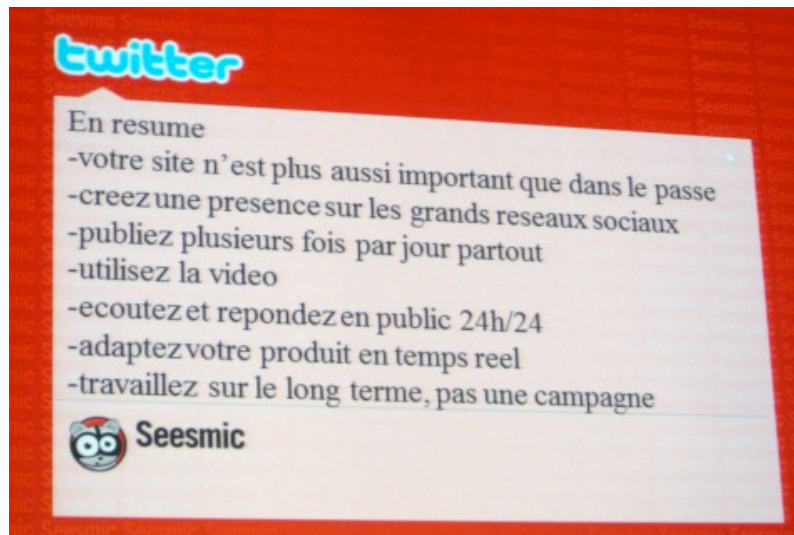 twitter
En resume
-votre site n'est plus aussi important que dans le passe
-creez une presence sur les grands reseaux sociaux
-publiez plusieurs fois par jour partout
-utilisez la video
-ecoutez et repondez en public 24h/24
-adaptez votre produit en temps reel
-travaillez sur le long terme, pas une campagne
Seesmic